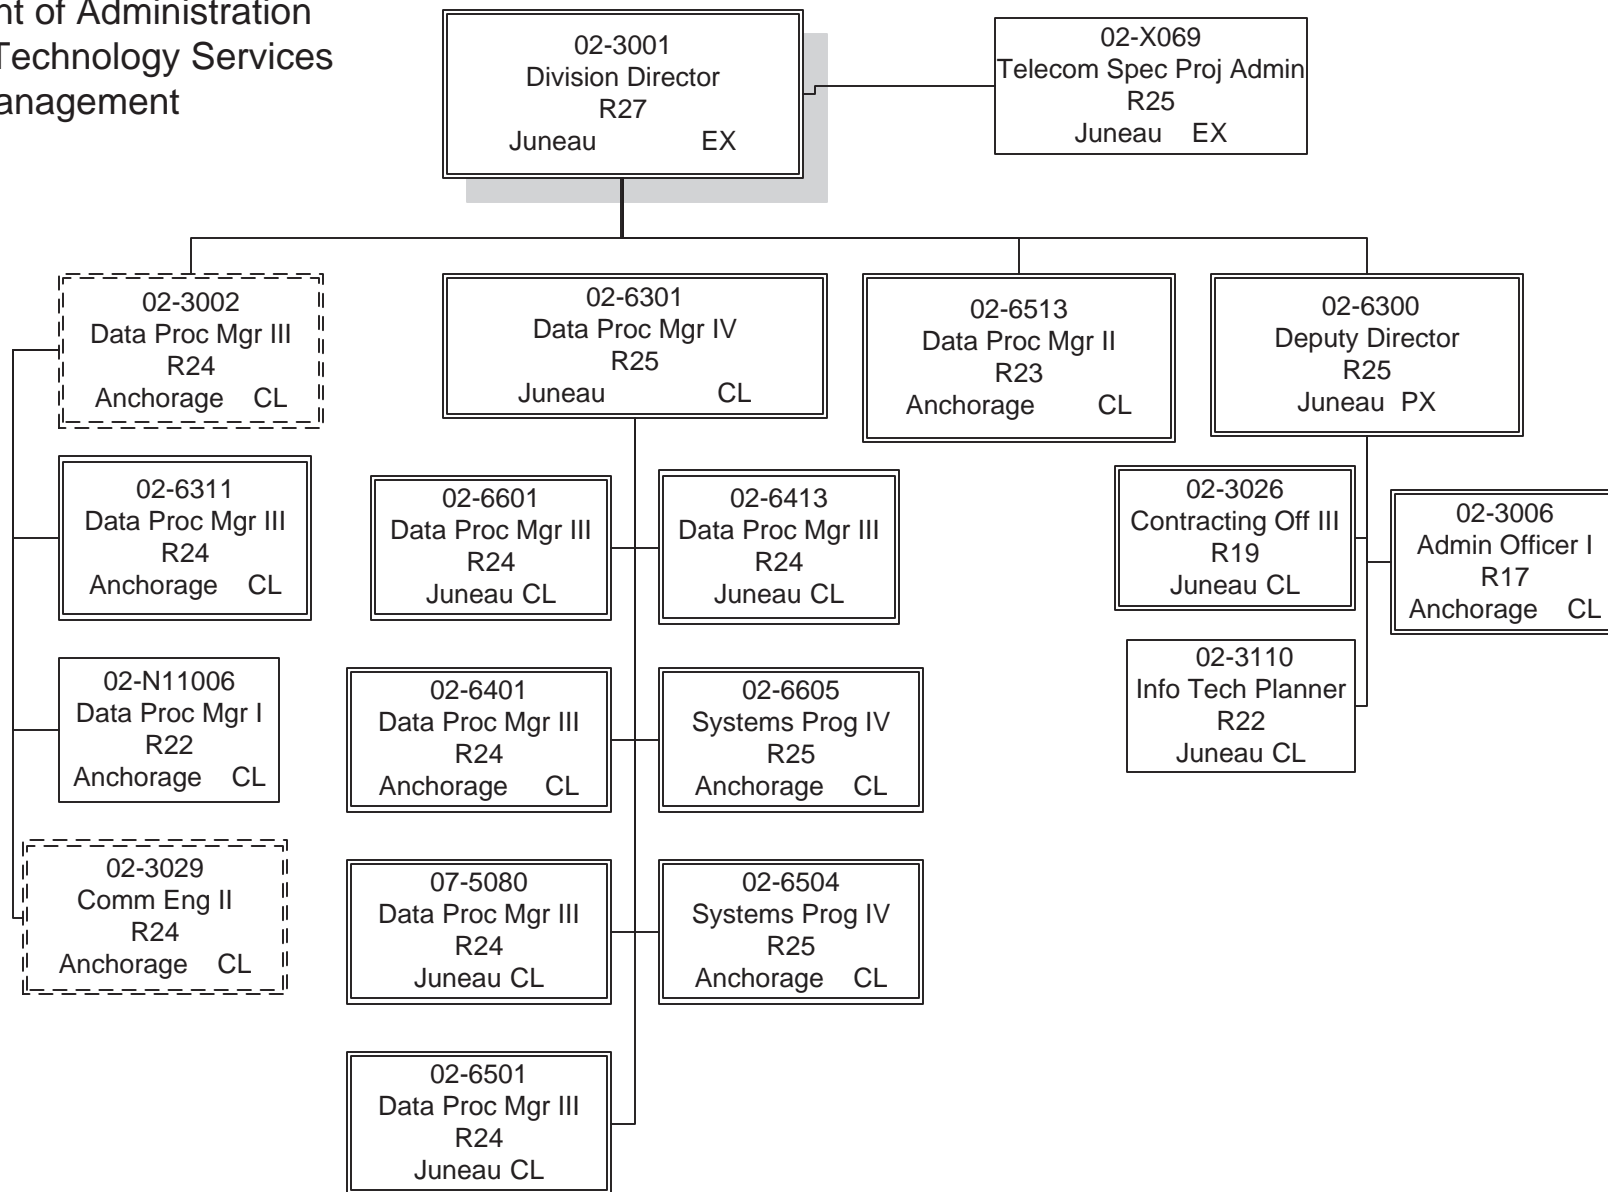 nt of Administration
Technology Services
anagement
02-3001
Division Director
R27
Juneau EX
02-X069
Telecom Spec Proj Admin
R25
Juneau EX
02-3002
Data Proc Mgr III
R24
Anchorage CL
02-6301
Data Proc Mgr IV
R25
Juneau CL
02-6513
Data Proc Mgr II
R23
Anchorage CL
02-6300
Deputy Director
R25
Juneau PX
02-6311
Data Proc Mgr III
R24
Anchorage CL
02-6601
Data Proc Mgr III
R24
Juneau CL
02-6413
Data Proc Mgr III
R24
Juneau CL
02-3026
Contracting Off III
R19
Juneau CL
02-3006
Admin Officer I
R17
Anchorage CL
02-N11006
Data Proc Mgr I
R22
Anchorage CL
02-6401
Data Proc Mgr III
R24
Anchorage CL
02-6605
Systems Prog IV
R25
Anchorage CL
02-3110
Info Tech Planner
R22
Juneau CL
02-3029
Comm Eng II
R24
Anchorage CL
07-5080
Data Proc Mgr III
R24
Juneau CL
02-6504
Systems Prog IV
R25
Anchorage CL
02-6501
Data Proc Mgr III
R24
Juneau CL